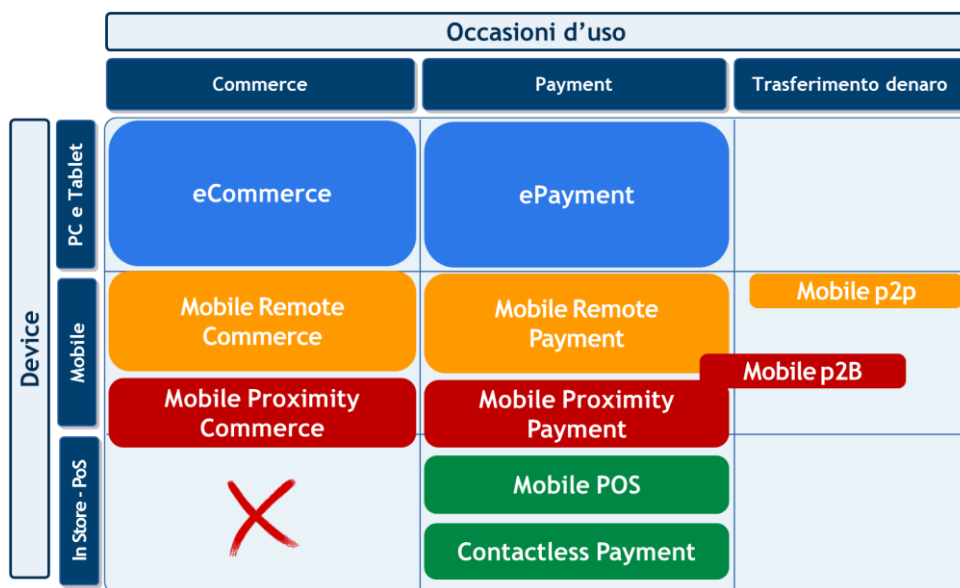 Occasioni d'uso
Commerce
Payment
Trasferimento denaro
Device
PC e Tablet
eCommerce
ePayment
Mobile
Mobile Remote
Commerce
Mobile Remote
Payment
Mobile p2p
Mobile p2B
Mobile Proximity
Commerce
Mobile Proximity
Payment
In Store - PoS
Mobile POS
Contactless Payment